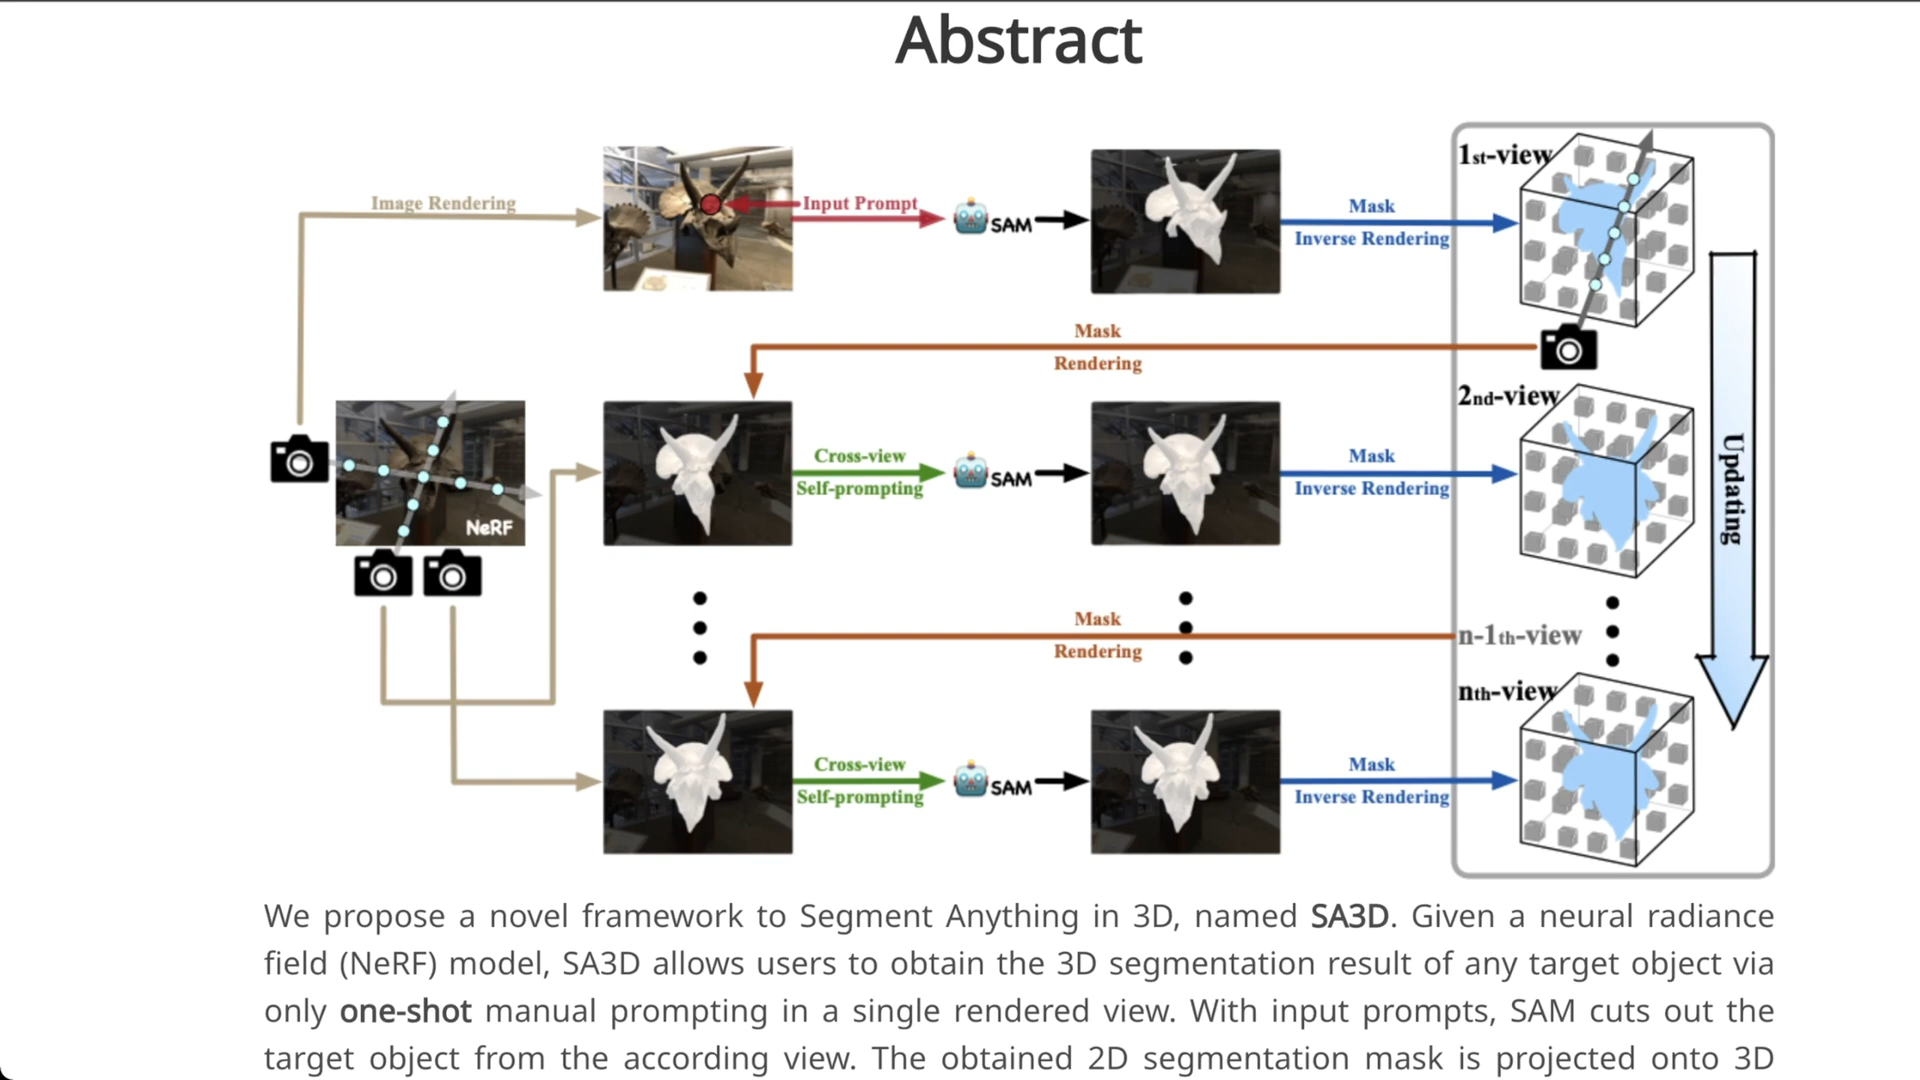 Abstract
1st-view
Image Rendering
Input Prompt
SAM
Mask
Inverse Rendering
Mask
Rendering
2nd-view
NeRF
Cross-view
Self-prompting
SAM
Mask
Inverse Rendering
Updating
Mask
Rendering
n-1th-view
nth-view
Cross-view
Self-prompting
SAM
Mask
Inverse Rendering
We propose a novel framework to Segment Anything in 3D, named SA3D. Given a neural radiance
field (NeRF) model, SA3D allows users to obtain the 3D segmentation result of any target object via
only one-shot manual prompting in a single rendered view. With input prompts, SAM cuts out the
target object from the according view. The obtained 2D segmentation mask is projected onto 3D